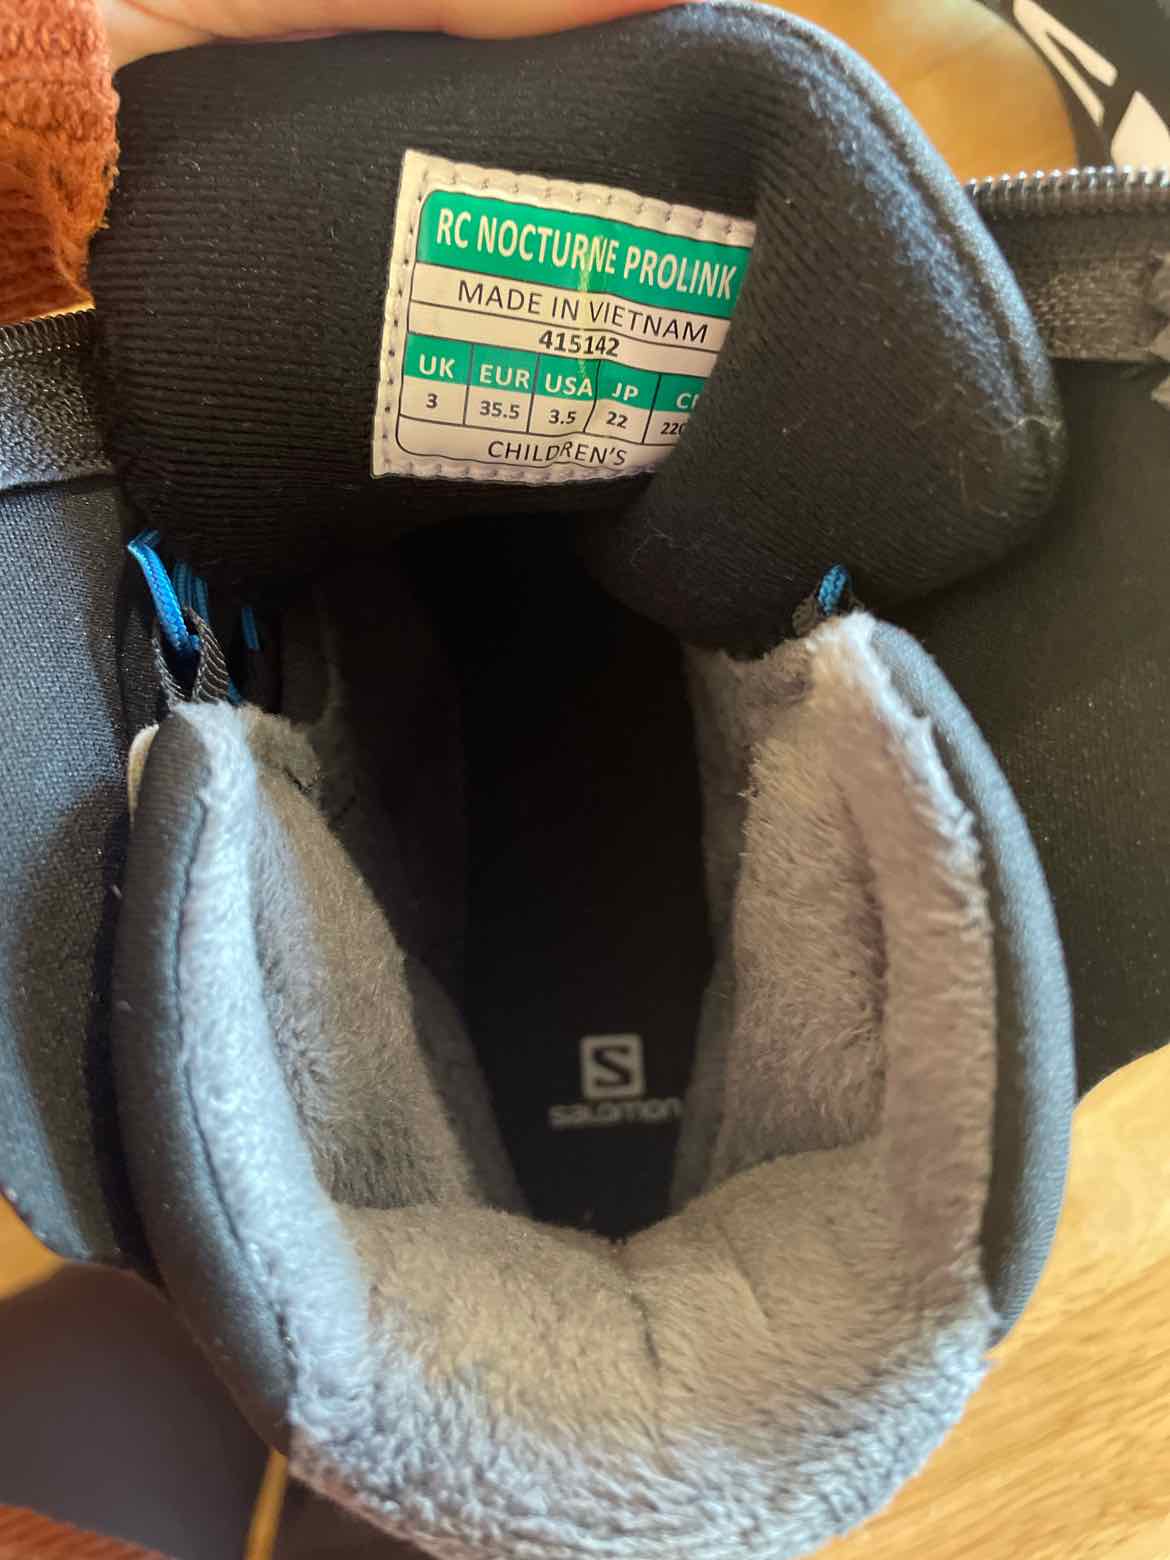 RC NOCTURNE PROLINK
MADE IN VIETNAM
415142
UK EUR USA JP
3 35.5 3.5 22
CHILDREN'S
S
salomon